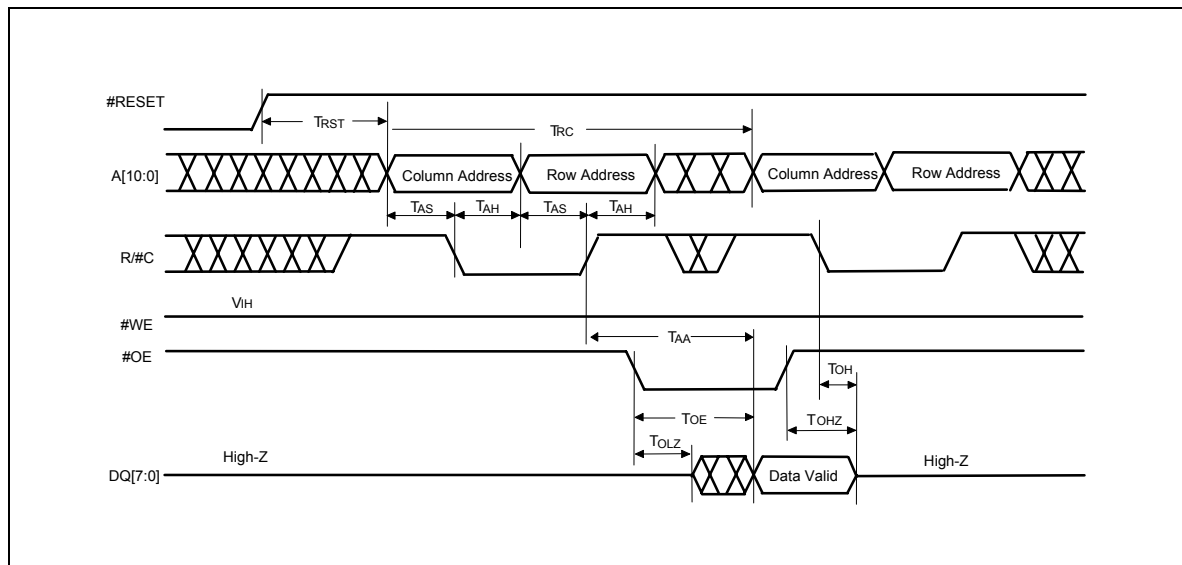 #RESET
TRST
TRC
A[10:0]
Column Address
Row Address
Column Address
Row Address
TAS
TAH
TAS
TAH
R/#C
VIH
#WE
TAA
#OE
TOH
TOE
TOHZ
TOLZ
High-Z
High-Z
DQ[7:0]
Data Valid